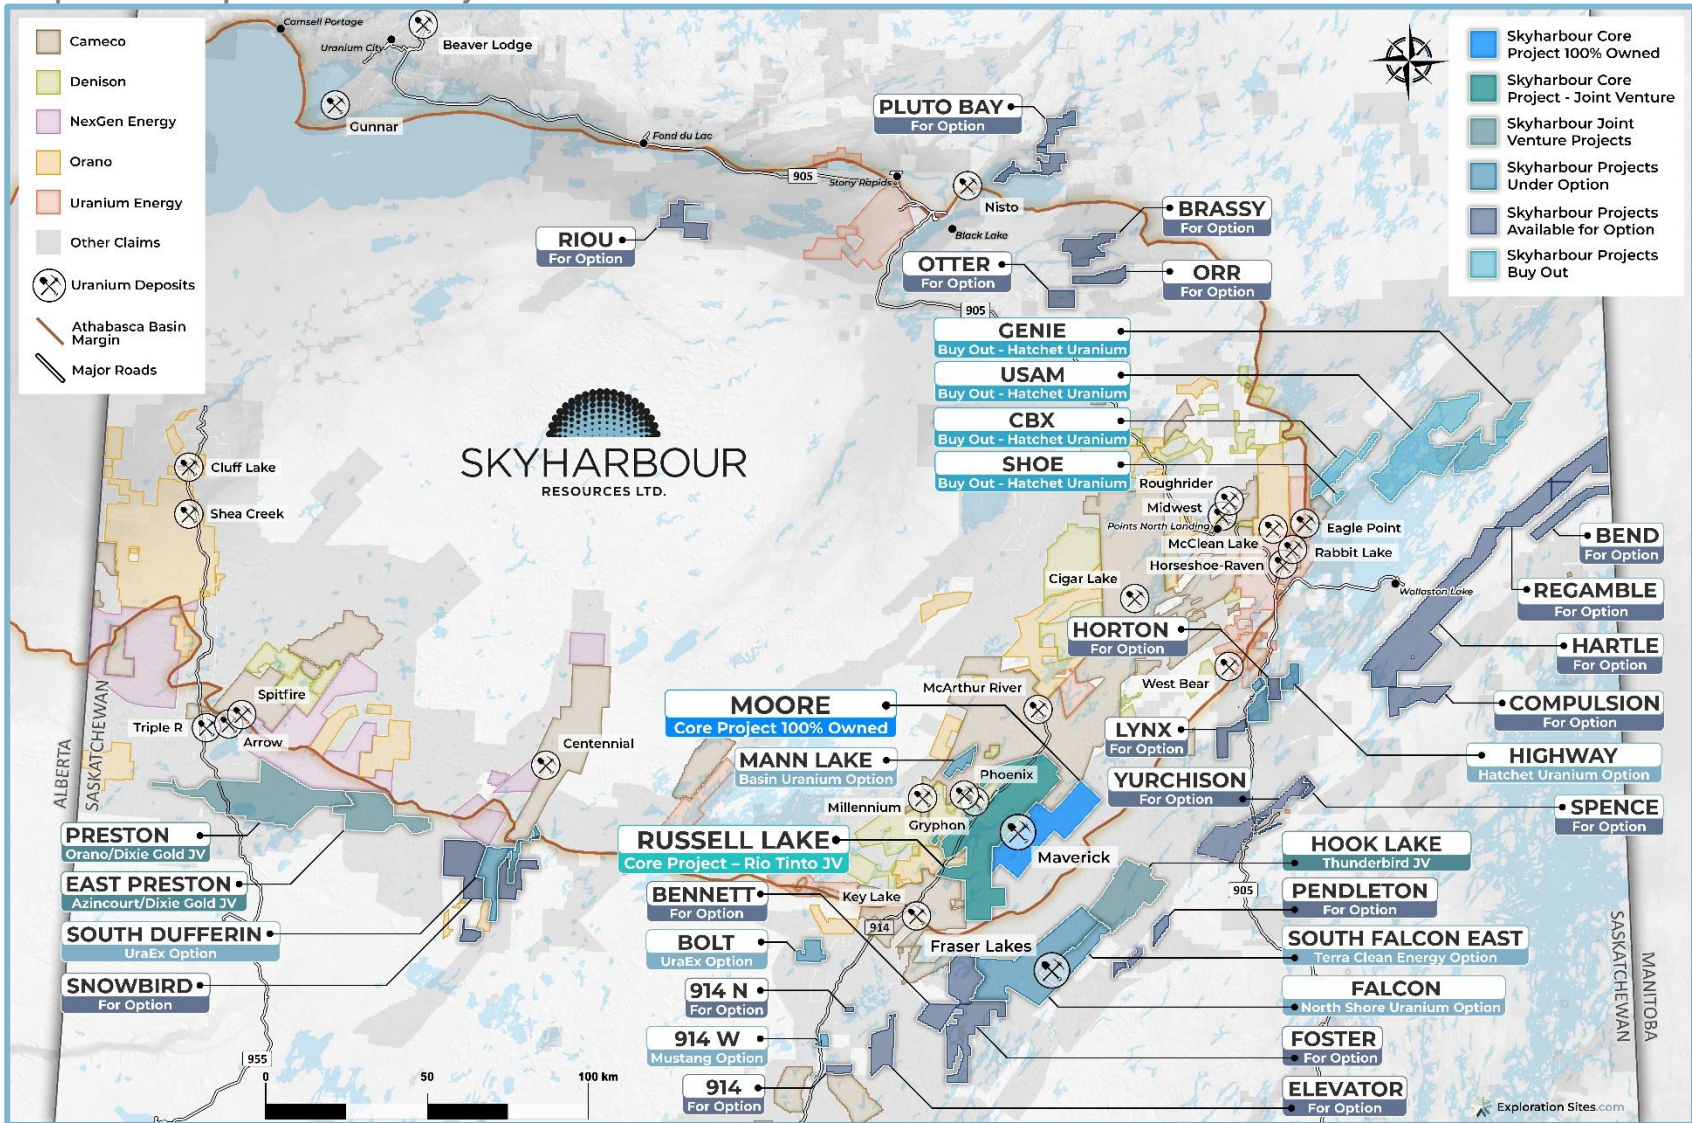 Cameco
Denison
NexGen Energy
Orano
Uranium Energy
Other Claims
Uranium Deposits
Athabasca Basin
Margin
Major Roads
Skyharbour Core
Project 100% Owned
Skyharbour Core
Project - Joint Venture
Skyharbour Joint
Venture Projects
Skyharbour Projects
Under Option
Skyharbour Projects
Available for Option
Skyharbour Projects
Buy Out
Camsell Portage
Uranium City
Beaver Lodge
Gunnar
Fond du Lac
905
Stony Rapids
Nisto
Black Lake
PLUTO BAY
For Option
RIOU
For Option
BRASSY
For Option
OTTER
For Option
ORR
For Option
905
GENIE
Buy Out - Hatchet Uranium
USAM
Buy Out - Hatchet Uranium
CBX
Buy Out - Hatchet Uranium
SHOE
Buy Out - Hatchet Uranium
SKYHARBOUR
RESOURCES LTD.
Cluff Lake
Shea Creek
Roughrider
Midwest
Points North Landing
McClean Lake
Horseshoe-Raven
Eagle Point
Rabbit Lake
Cigar Lake
Wollaston Lake
BEND
For Option
REGAMBLE
For Option
HARTLE
For Option
COMPULSION
For Option
HORTON
For Option
West Bear
McArthur River
LYNX
For Option
HIGHWAY
Hatchet Uranium Option
YURCHISON
For Option
SPENCE
For Option
Spitfire
Triple R
Arrow
Centennial
ALBERTA
SASKATCHEWAN
MOORE
Core Project 100% Owned
MANN LAKE
Basin Uranium Option
Phoenix
Millennium
Gryphon
RUSSELL LAKE
Core Project – Rio Tinto JV
Maverick
PRESTON
Orano/Dixie Gold JV
EAST PRESTON
Azincourt/Dixie Gold JV
SOUTH DUFFERIN
UraEx Option
SNOWBIRD
For Option
BENNETT
For Option
Key Lake
914
BOLT
UraEx Option
Fraser Lakes
914 N
For Option
914 W
Mustang Option
914
For Option
HOOK LAKE
Thunderbird JV
905
PENDLETON
For Option
SOUTH FALCON EAST
Terra Clean Energy Option
FALCON
North Shore Uranium Option
FOSTER
For Option
ELEVATOR
For Option
SASKATCHEWAN
MANITOBA
955
0
50
100 km
Exploration Sites.com